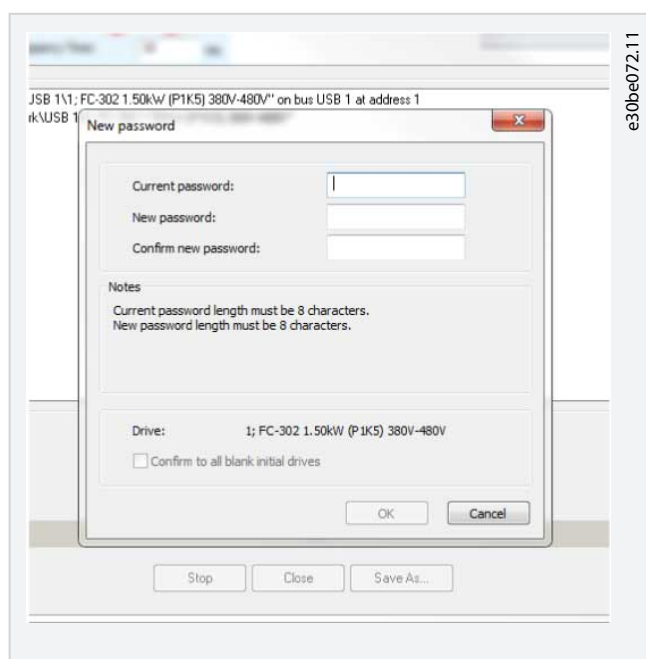 e30be072.11
JSB 1\1; FC-302 1.50kW (P1K5) 380V-480V" on bus USB 1 at address 1
rk\USB 1
New password
Current password:
New password:
Confirm new password:
Notes
Current password length must be 8 characters.
New password length must be 8 characters.
Drive: 1; FC-302 1.50kW (P1K5) 380V-480V
Confirm to all blank initial drives
OK Cancel
Stop Close Save As...